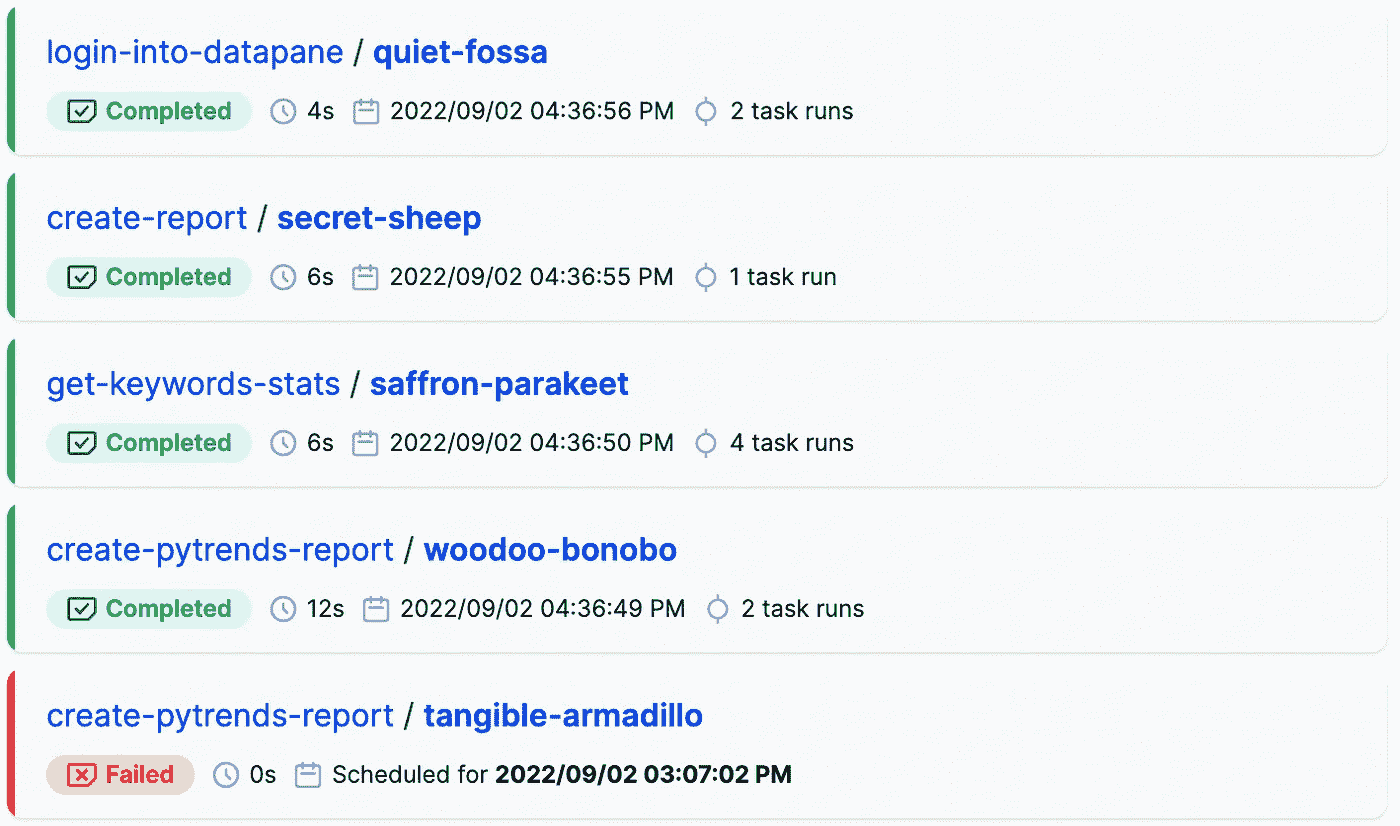 login-into-datapane / quiet-fossa
Completed 4s 2022/09/02 04:36:56 PM 2 task runs
create-report / secret-sheep
Completed 6s 2022/09/02 04:36:55 PM 1 task run
get-keywords-stats / saffron-parakeet
Completed 6s 2022/09/02 04:36:50 PM 4 task runs
create-pytrends-report / woodoo-bonobo
Completed 12s 2022/09/02 04:36:49 PM 2 task runs
create-pytrends-report / tangible-armadillo
Failed 0s Scheduled for 2022/09/02 03:07:02 PM